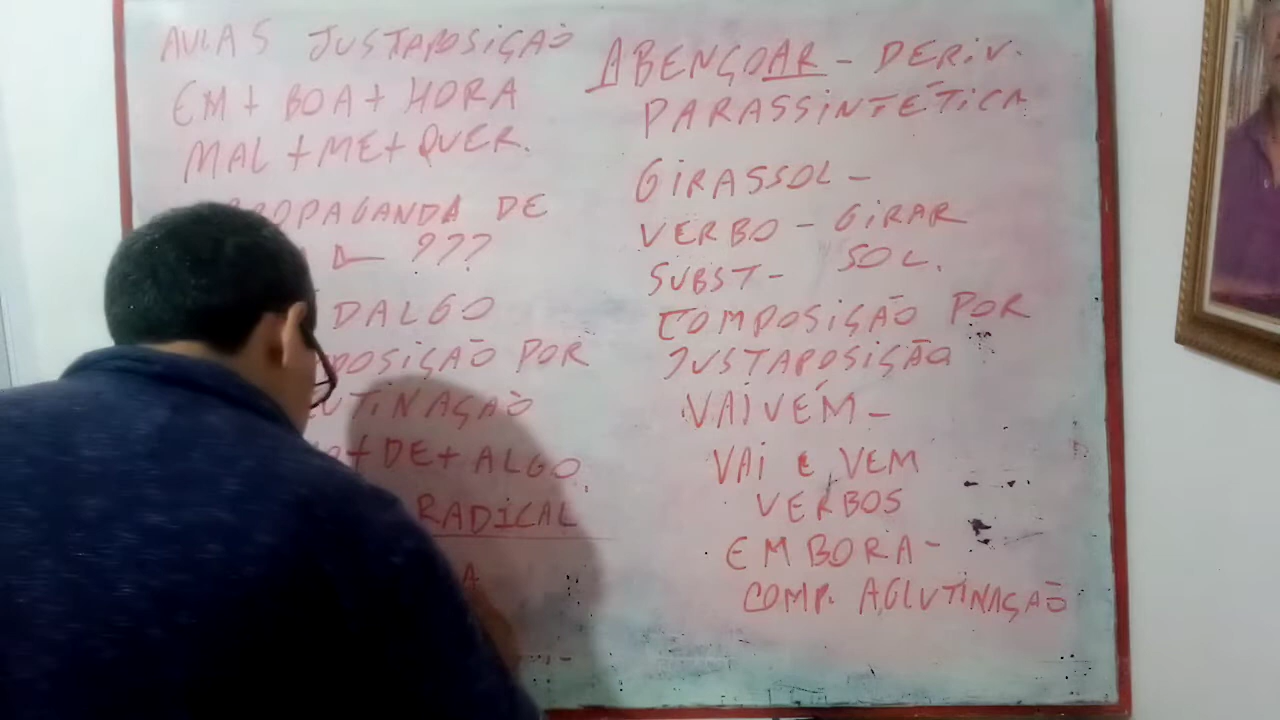 AULAS JUSTAPOSIÇÃO
EM + BOA + HORA
MAL + ME + QUER.
PROPAGANDA DE
???
DALGO
POSIÇÃO POR
UTINAÇÃO
+ DE + ALGO.
RADICAL
A
ABENÇOAR - DERIV.
PARASSINTÉTICA
GIRASSOL -
VERBO - GIRAR
SUBST - SOL.
COMPOSIÇÃO POR
JUSTAPOSIÇÃO
VAIVÉM -
VAI E VEM
VERBOS
EMBORA -
COMP. AGLUTINAÇÃO